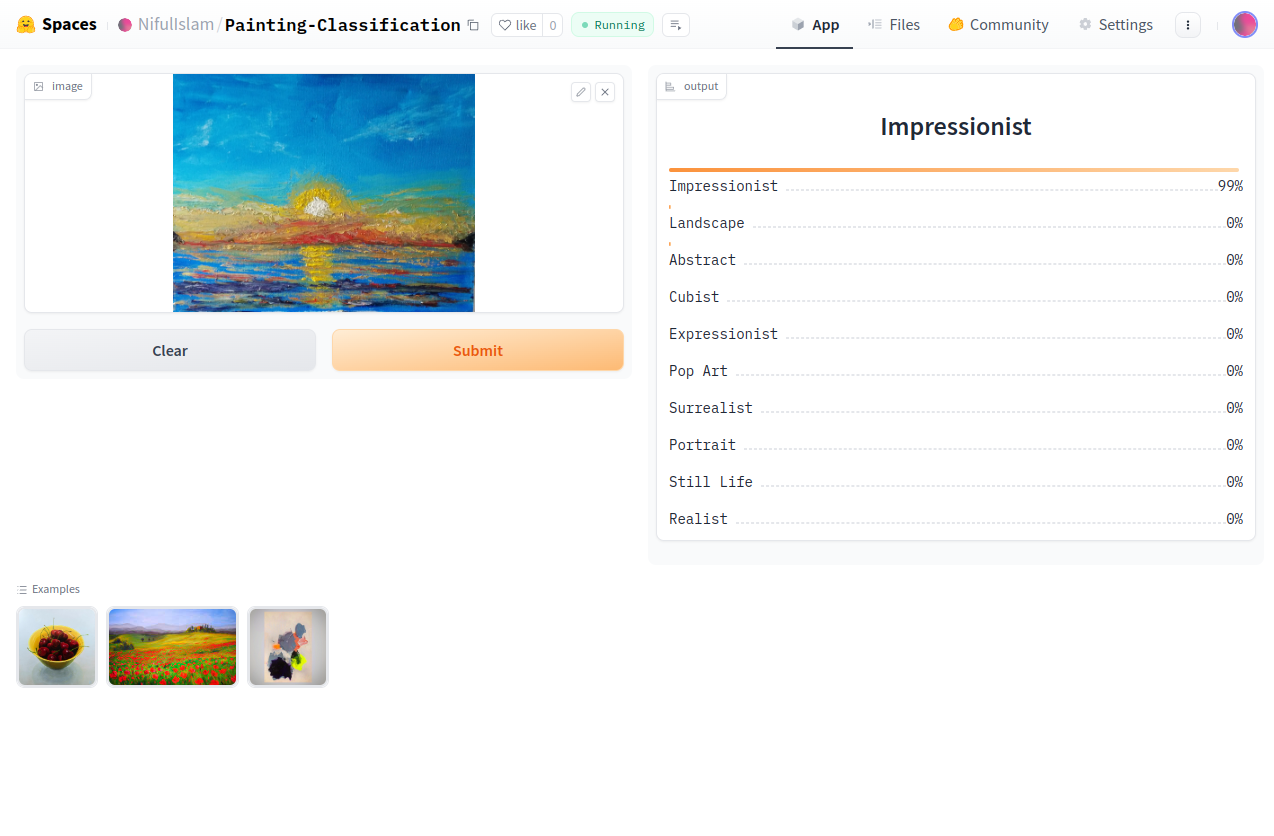 Spaces NifulIslam/Painting-Classification like 0 Running App Files Community Settings
image
output
Impressionist
Impressionist 99%
Landscape 0%
Abstract 0%
Cubist 0%
Expressionist 0%
Pop Art 0%
Surrealist 0%
Portrait 0%
Still Life 0%
Realist 0%
Clear Submit
Examples